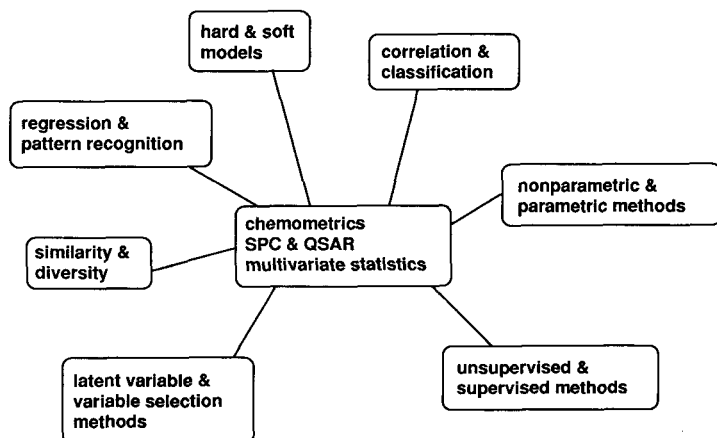 hard & soft
models
correlation &
classification
regression &
pattern recognition
nonparametric &
parametric methods
chemometrics
SPC & QSAR
multivariate statistics
similarity &
diversity
latent variable &
variable selection
methods
unsupervised &
supervised methods